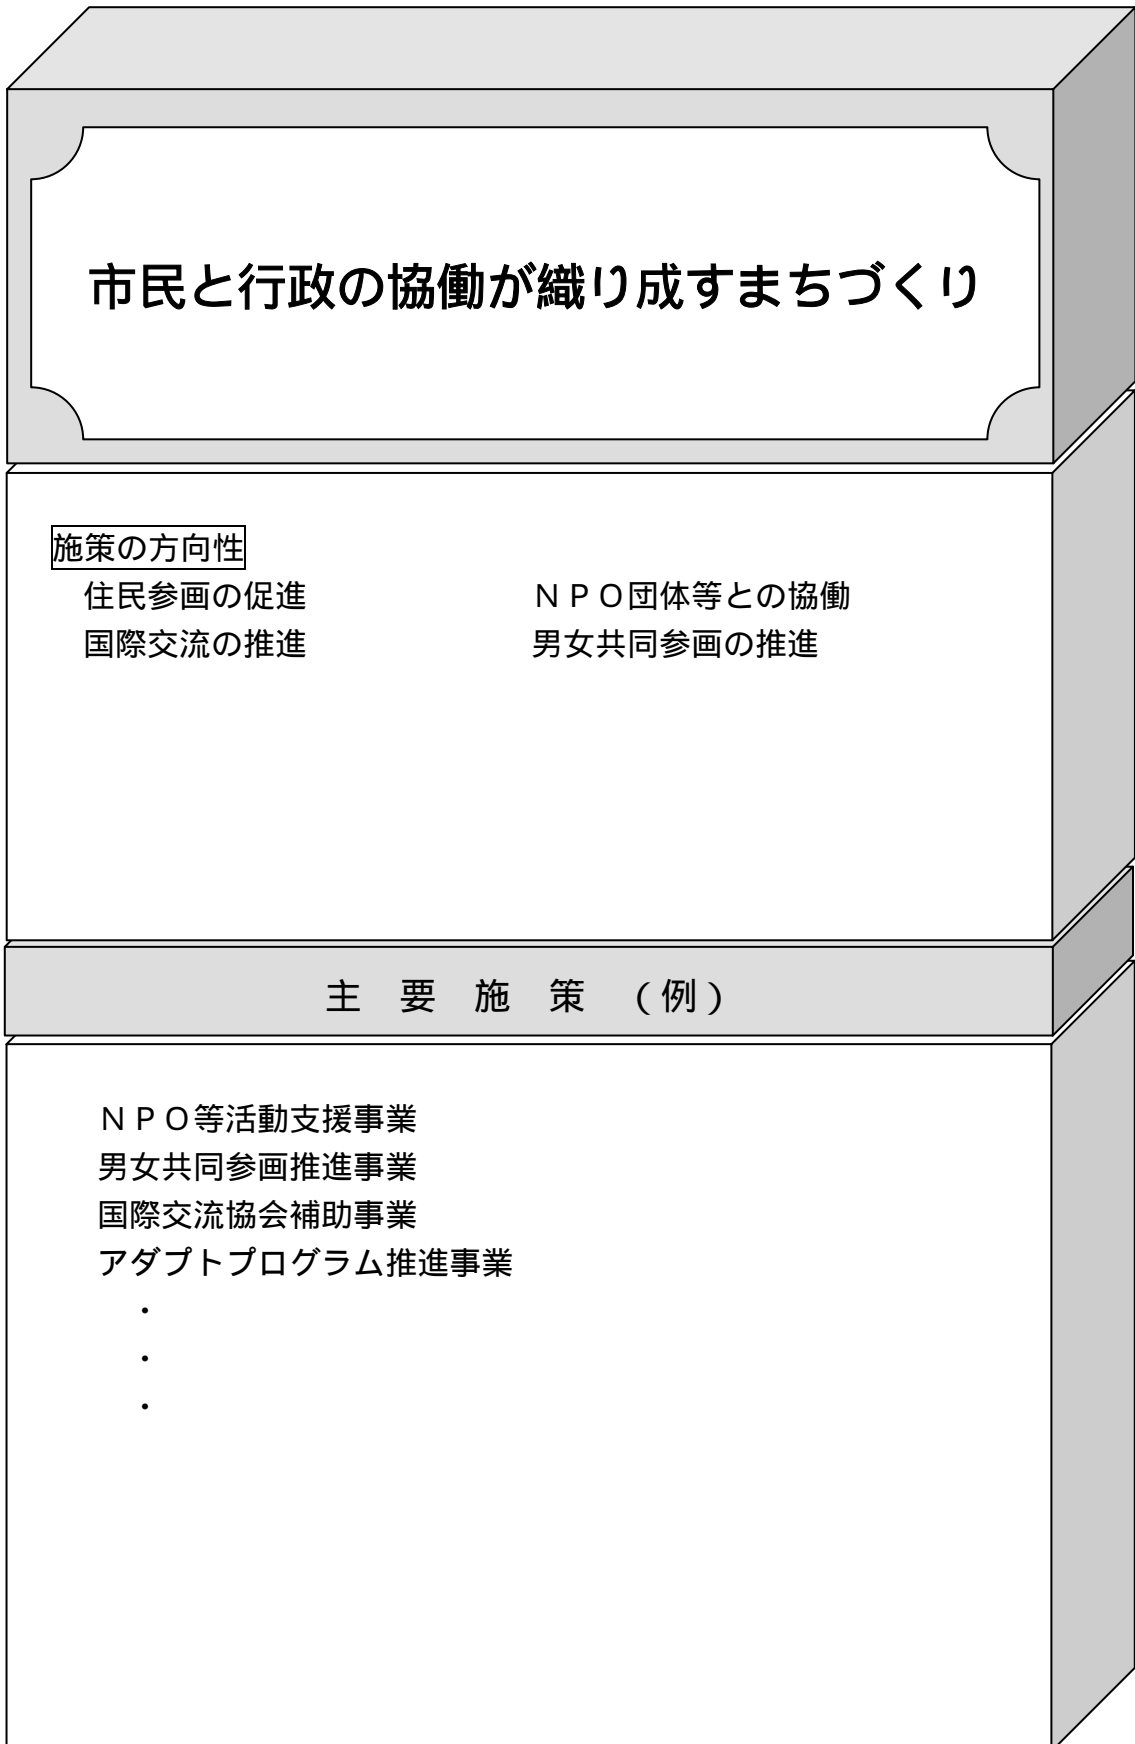 市民と行政の協働が織り成すまちづくり
施策の方向性
住民参画の促進　　　　　　　ＮＰＯ団体等との協働
国際交流の推進　　　　　　　男女共同参画の推進
主　要　施　策　（例）
ＮＰＯ等活動支援事業
男女共同参画推進事業
国際交流協会補助事業
アダプトプログラム推進事業
・
・
・